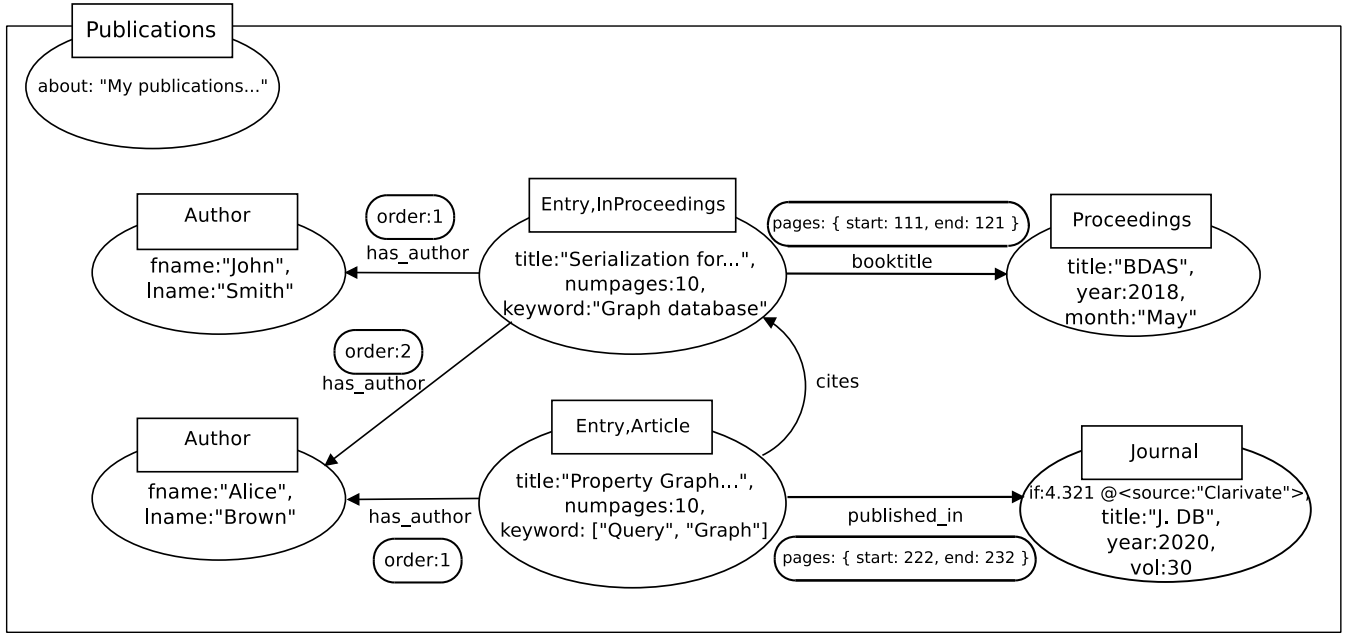 Publications
about: "My publications..."
Author
fname:"John",
lname:"Smith"
order:1
has_author
Entry,InProceedings
title:"Serialization for...",
numpages:10,
keyword:"Graph database"
pages: { start: 111, end: 121 }
booktitle
Proceedings
title:"BDAS",
year:2018,
month:"May"
order:2
has_author
cites
Author
fname:"Alice",
lname:"Brown"
has_author
order:1
Entry,Article
title:"Property Graph...",
numpages:10,
keyword: ["Query", "Graph"]
published_in
pages: { start: 222, end: 232 }
Journal
if:4.321 @<source:"Clarivate">,
title:"J. DB",
year:2020,
vol:30